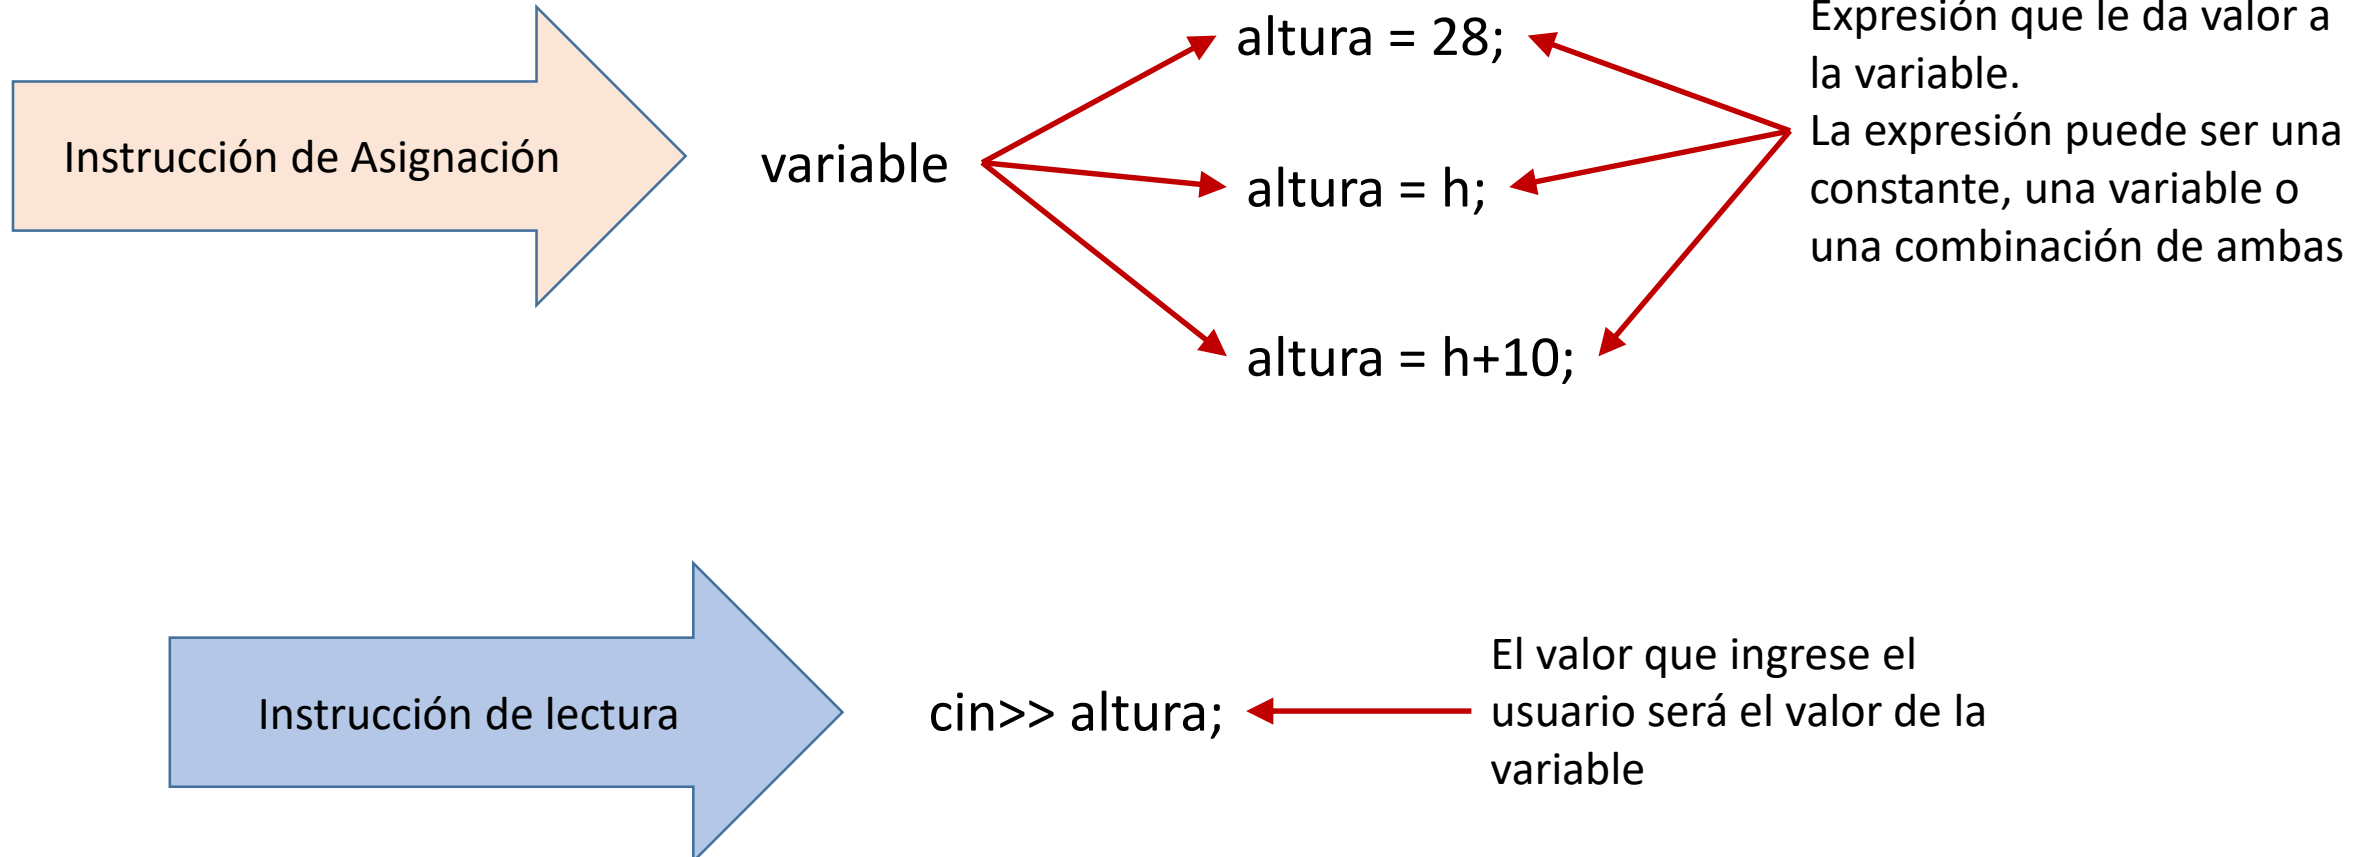 Instrucción de Asignación
variable
altura = 28;
altura = h;
altura = h+10;
Expresión que le da valor a
la variable.
La expresión puede ser una
constante, una variable o
una combinación de ambas
Instrucción de lectura
cin>> altura;
El valor que ingrese el
usuario será el valor de la
variable